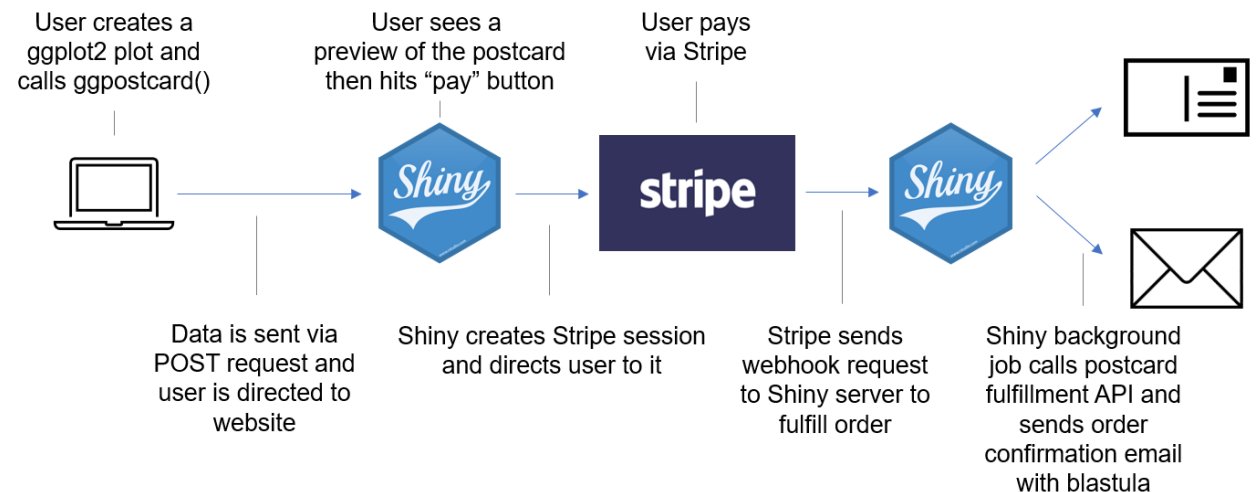 User creates a
ggplot2 plot and
calls ggpostcard()
User sees a
preview of the postcard
then hits “pay” button
User pays
via Stripe
Shiny
stripe
Shiny
Data is sent via
POST request and
user is directed to
website
Shiny creates Stripe session
and directs user to it
Stripe sends
webhook request
to Shiny server to
fulfill order
Shiny background
job calls postcard
fulfillment API and
sends order
confirmation email
with blastula